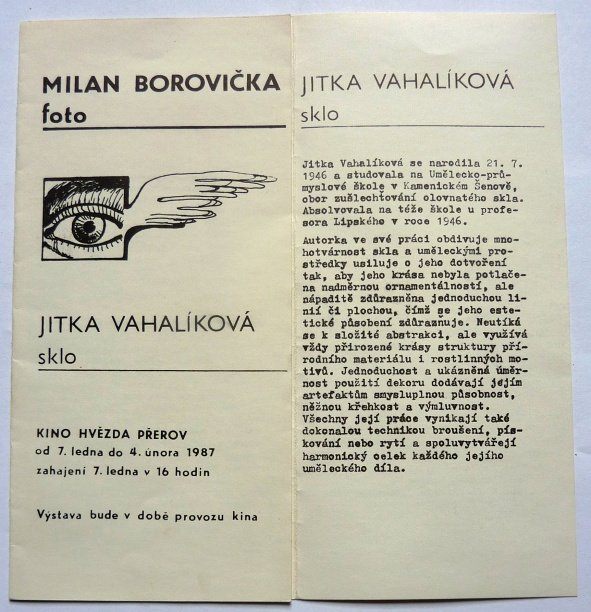 MILAN BOROVIČKA
foto
JITKA VAHALÍKOVÁ
sklo
KINO HVĚZDA PŘEROV
od 7. ledna do 4. února 1987
zahajení 7. ledna v 16 hodin
Výstava bude v době provozu kina
JITKA VAHALÍKOVÁ
sklo
Jitka Vahalíková se narodila 21. 7.
1946 a studovala na Umělecko-prů-
myslové škole v Kamenickém Šenově,
obor zušlechtování olovnatého skla.
Absolvovala na téže škole u profe-
sora Lipského v roce 1946.
Autorka ve své práci obdivuje mno-
hotvárnost skla a uměleckými pro-
středky usiluje o jeho dotvoření
tak, aby jeho krása nebyla potlače-
na nadměrnou ornamentálností, ale
nápaditě zdůrazněna jednoduchou li-
nií či plochou, čímž se jeho este-
tické působení zdůrazňuje. Neutíká
se k složité abstrakci, ale využívá
vždy přirozené krásy struktury pří-
rodního materiálu i rostlinných mo-
tivů. Jednoduchost a ukázněná úměr-
nost použití dekoru dodávají jejím
artefaktům smysluplnou působnost,
něžnou křehkost a výmluvnost.
Všechny její práce vynikají také
dokonalou technikou broušení, pís-
kování nebo rytí a spoluvytvářejí
harmonický celek každého jejího
uměleckého díla.